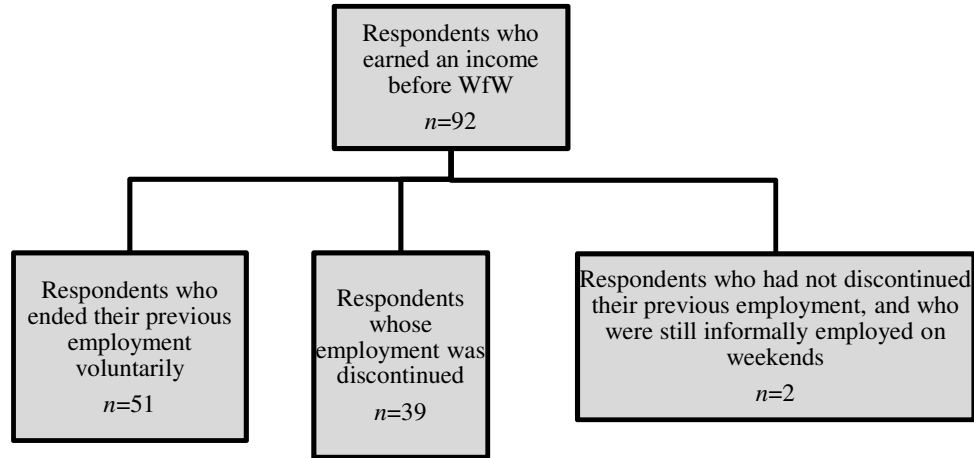 Respondents who
earned an income
before WfW
n=92
Respondents who
ended their previous
employment
voluntarily
n=51
Respondents
whose
employment was
discontinued
n=39
Respondents who had not discontinued
their previous employment, and who
were still informally employed on
weekends
n=2